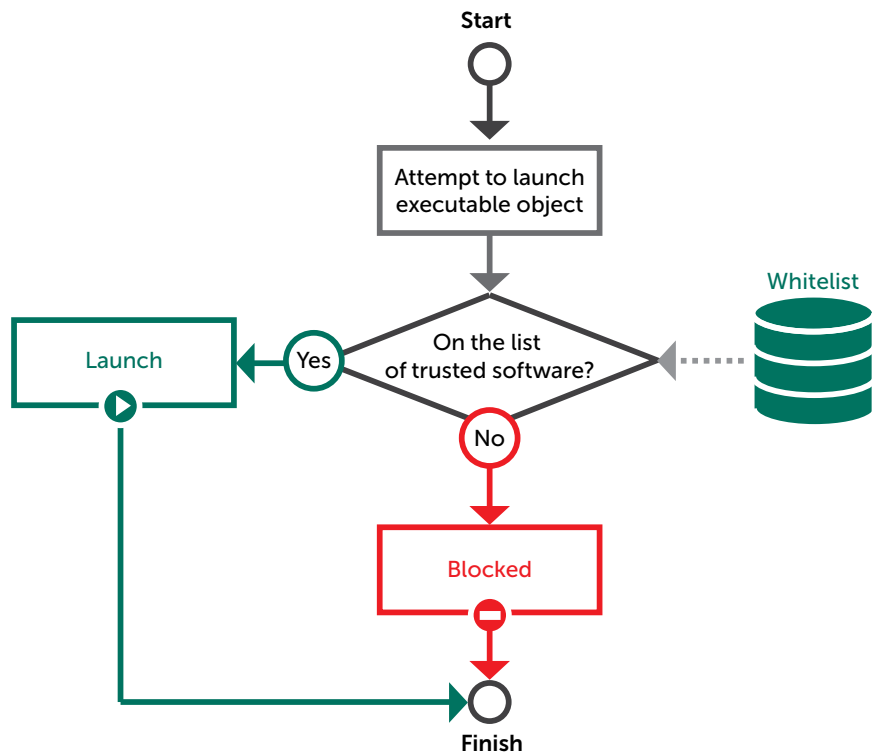 Start
Attempt to launch
executable object
Whitelist
On the list
of trusted software?
Yes
Launch
No
Blocked
Finish